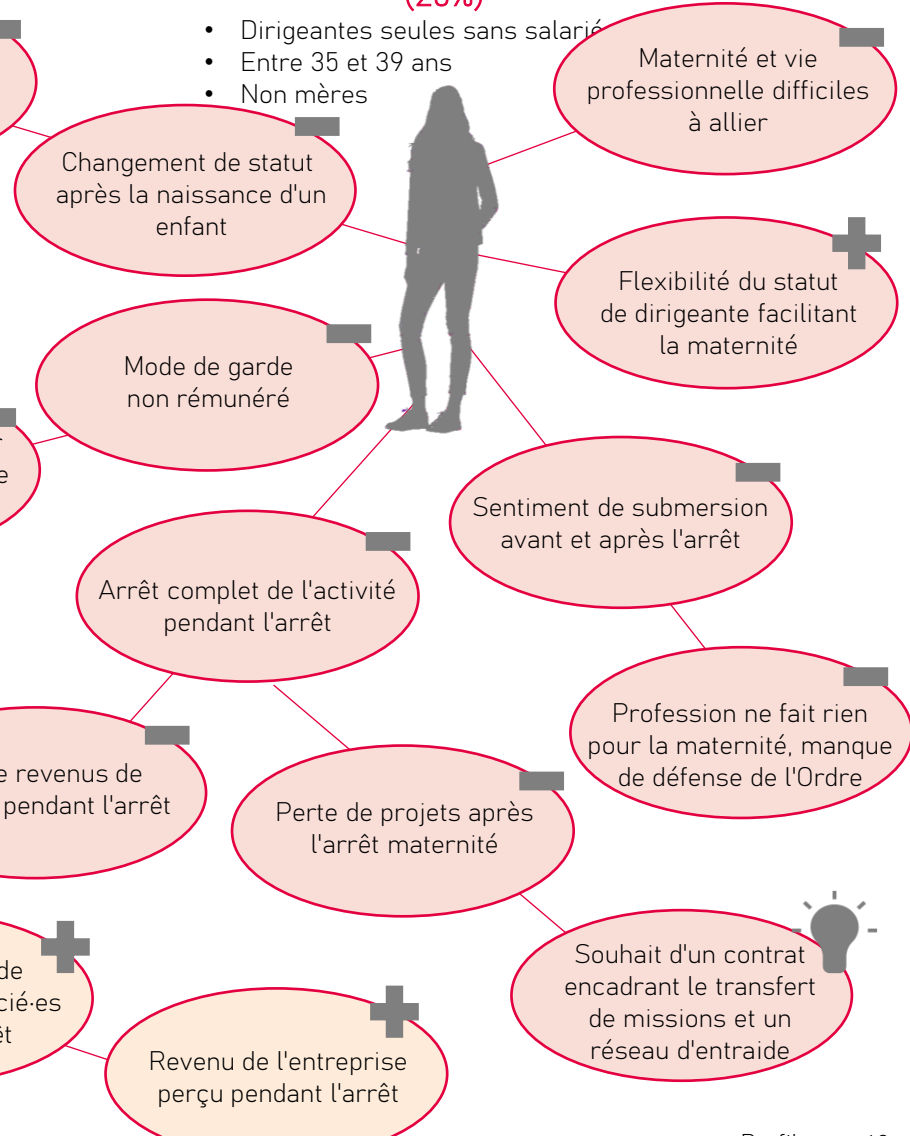 • Dirigeantes seules sans salarié
• Entre 35 et 39 ans
• Non mères
Maternité et vie
professionnelle difficiles
à allier
Changement de statut
après la naissance d'un
enfant
Flexibilité du statut
de dirigeante facilitant
la maternité
Mode de garde
non rémunéré
Sentiment de submersion
avant et après l'arrêt
Arrêt complet de l'activité
pendant l'arrêt
Profession ne fait rien
pour la maternité, manque
de défense de l'Ordre
revenus de
pendant l'arrêt
Perte de projets après
l'arrêt maternité
Souhait d'un contrat
encadrant le transfert
de missions et un
réseau d'entraide
de
Revenu de l'entreprise
perçu pendant l'arrêt